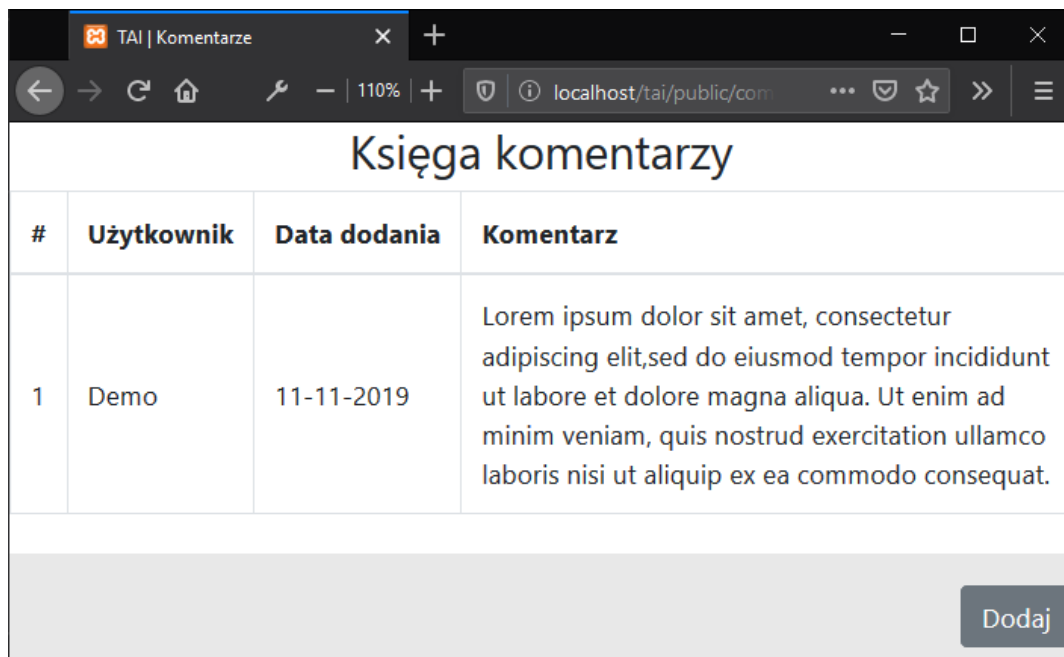 TAI | Komentarze
110%
localhost/tai/public/com
Księga komentarzy
# Użytkownik Data dodania Komentarz
1 Demo 11-11-2019 Lorem ipsum dolor sit amet, consectetur
adipiscing elit,sed do eiusmod tempor incididunt
ut labore et dolore magna aliqua. Ut enim ad
minim veniam, quis nostrud exercitation ullamco
laboris nisi ut aliquip ex ea commodo consequat.
Dodaj